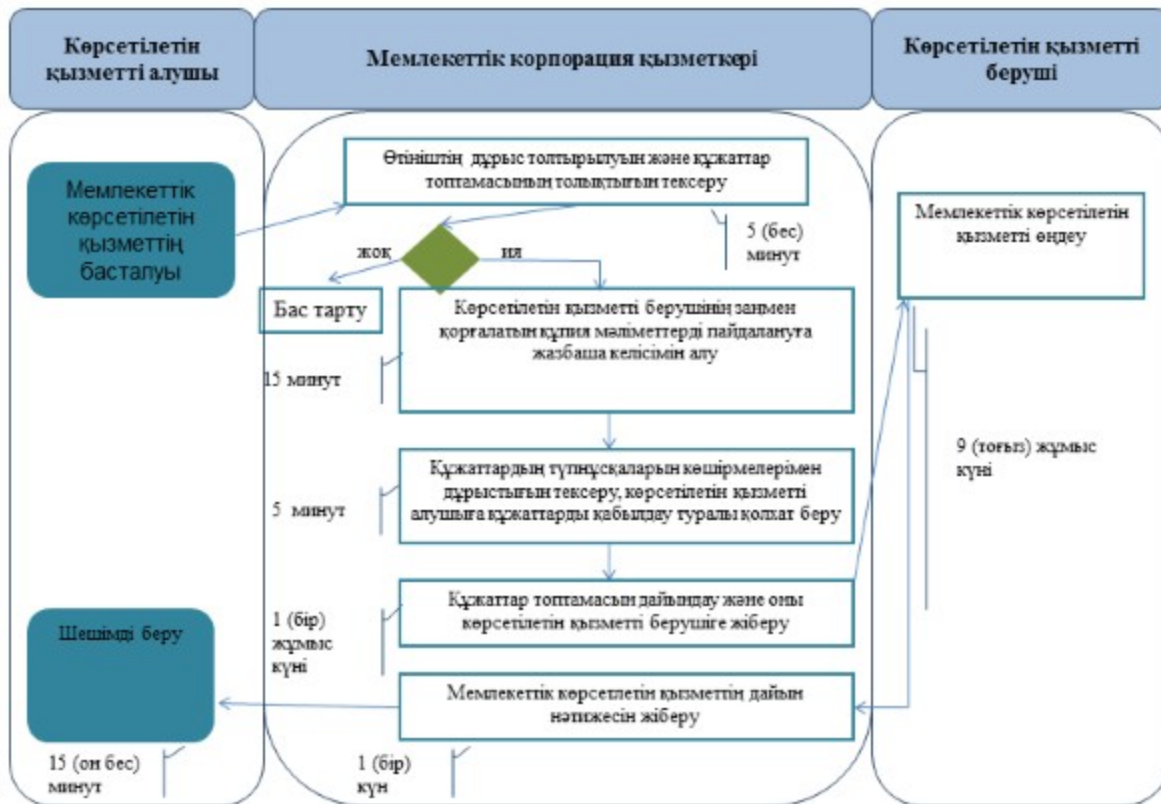 Көрсетілетін
қызметті алушы
Мемлекеттік корпорация қызметкері
Көрсетілетін қызметті
беруші
Мемлекеттік
көрсетілетін
қызметтің
басталуы
Өтініштің дұрыс толтырылуын және құжаттар
топтамасының толықтығын тексеру
5 (бес)
минут
жоқ
ия
Бас тарту
Көрсетілетін қызметті берушінің заңмен
қорғалатын құпия мәліметтерді пайдалануға
жазбаша келісімін алу
15 минут
Құжаттардың түпнұсқаларын көшірмелерімен
дұрыстығын тексеру, көрсетілетін қызметті
алушыға құжаттарды қабылдау туралы қолхат беру
5 минут
Құжаттар топтамасын дайындау және оны
көрсетілетін қызметті берушіге жіберу
1 (бір)
жұмыс
күні
Мемлекеттік көрсетлетін қызметтің дайын
нәтижесін жіберу
1 (бір)
күн
Мемлекеттік көрсетілетін
қызметті өңдеу
9 (тоғыз) жұмыс
күні
Шешімді беру
15 (он бес)
минут